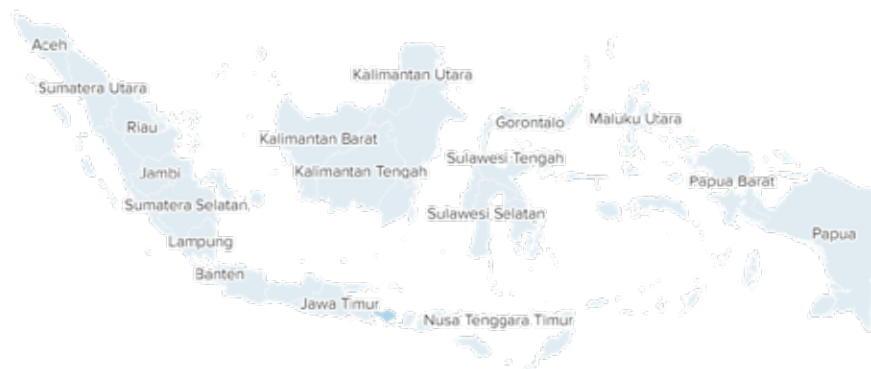 Aceh
Kalimantan Utara
Sumatera Utara
Maluku Utara
Gorontalo
Riau
Kalimantan Barat
Sulawesi Tengah
Kalimantan Tengah
Jambi
Papua Barat
Sumatera Selatan
Sulawesi Selatan
Papua
Lampung
Banten
Jawa Timur
Nusa Tenggara Timur